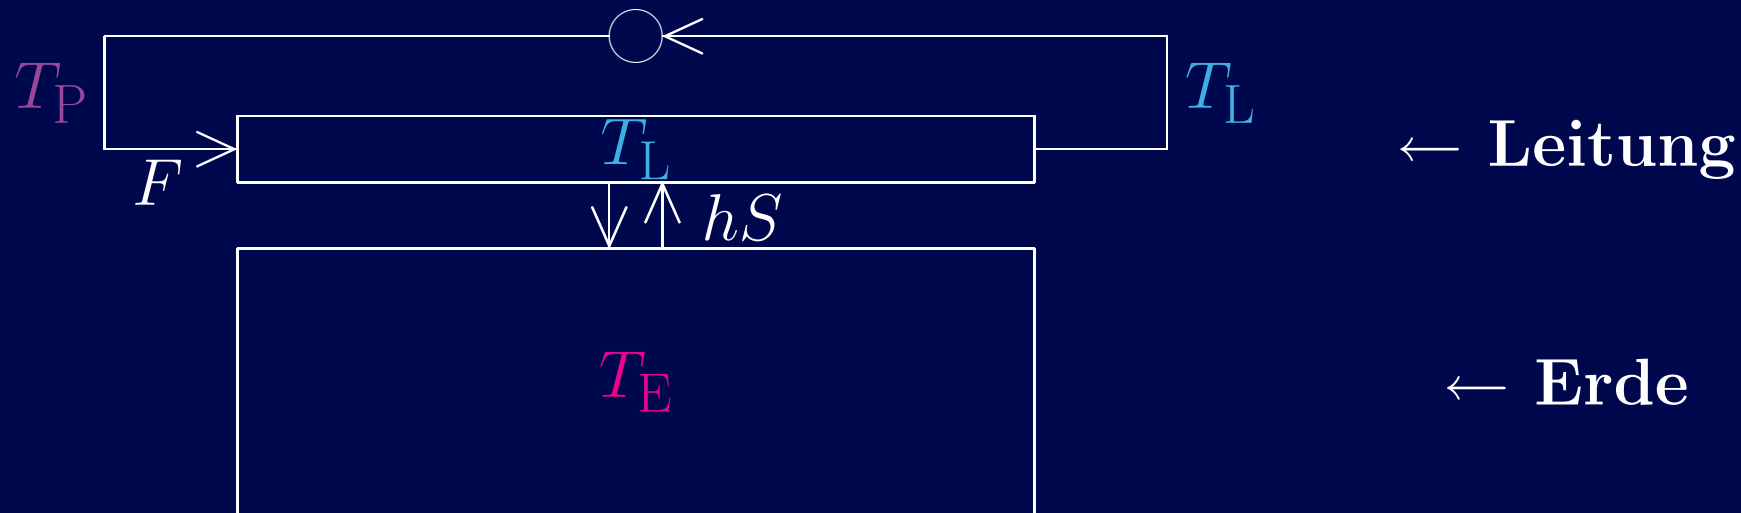 T_P
T_L
T_L
← Leitung
F
hS
T_E
← Erde